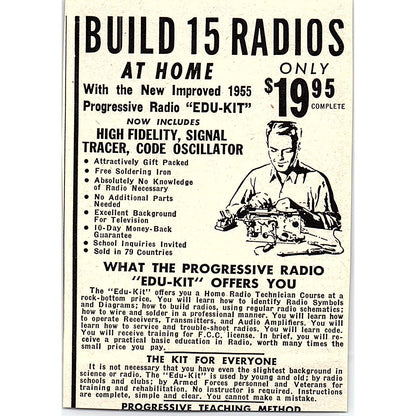 BUILD 15 RADIOS
AT HOME
ONLY
With the New Improved 1955
Progressive Radio "EDU-KIT"
$19.95
COMPLETE
NOW INCLUDES
HIGH FIDELITY, SIGNAL
TRACER, CODE OSCILLATOR
● Attractively Gift Packed
● Free Soldering Iron
● Absolutely No Knowledge
of Radio Necessary
● No Additional Parts
Needed
● Excellent Background
For Television
● 10-Day Money-Back
Guarantee
● School Inquiries Invited
● Sold in 79 Countries
WHAT THE PROGRESSIVE RADIO
"EDU-KIT" OFFERS YOU
The "Edu-Kit" offers you a Home Radio Technician Course at a
rock-bottom price. You will learn how to identify Radio Symbols
and Diagrams; how to build radios, using regular radio schematics;
how to wire and solder in a professional manner. You will learn how to
operate Receivers, Transmitters, and Audio Amplifiers. You will
learn how to service and trouble-shoot radios. You will learn code.
You will receive training for F.C.C. license. In brief, you will re-
ceive a practical basic education in Radio, worth many times the
small price you pay.
THE KIT FOR EVERYONE
It is not necessary that you have even the slightest background in
science or radio. The "Edu-Kit" is used by young and old; by radio
schools and clubs; by Armed Forces personnel and Veterans for
training and rehabilitation. No instructor is required. Instructions
are complete, simple and clear. You cannot make a mistake.
PROGRESSIVE TEACHING METHOD